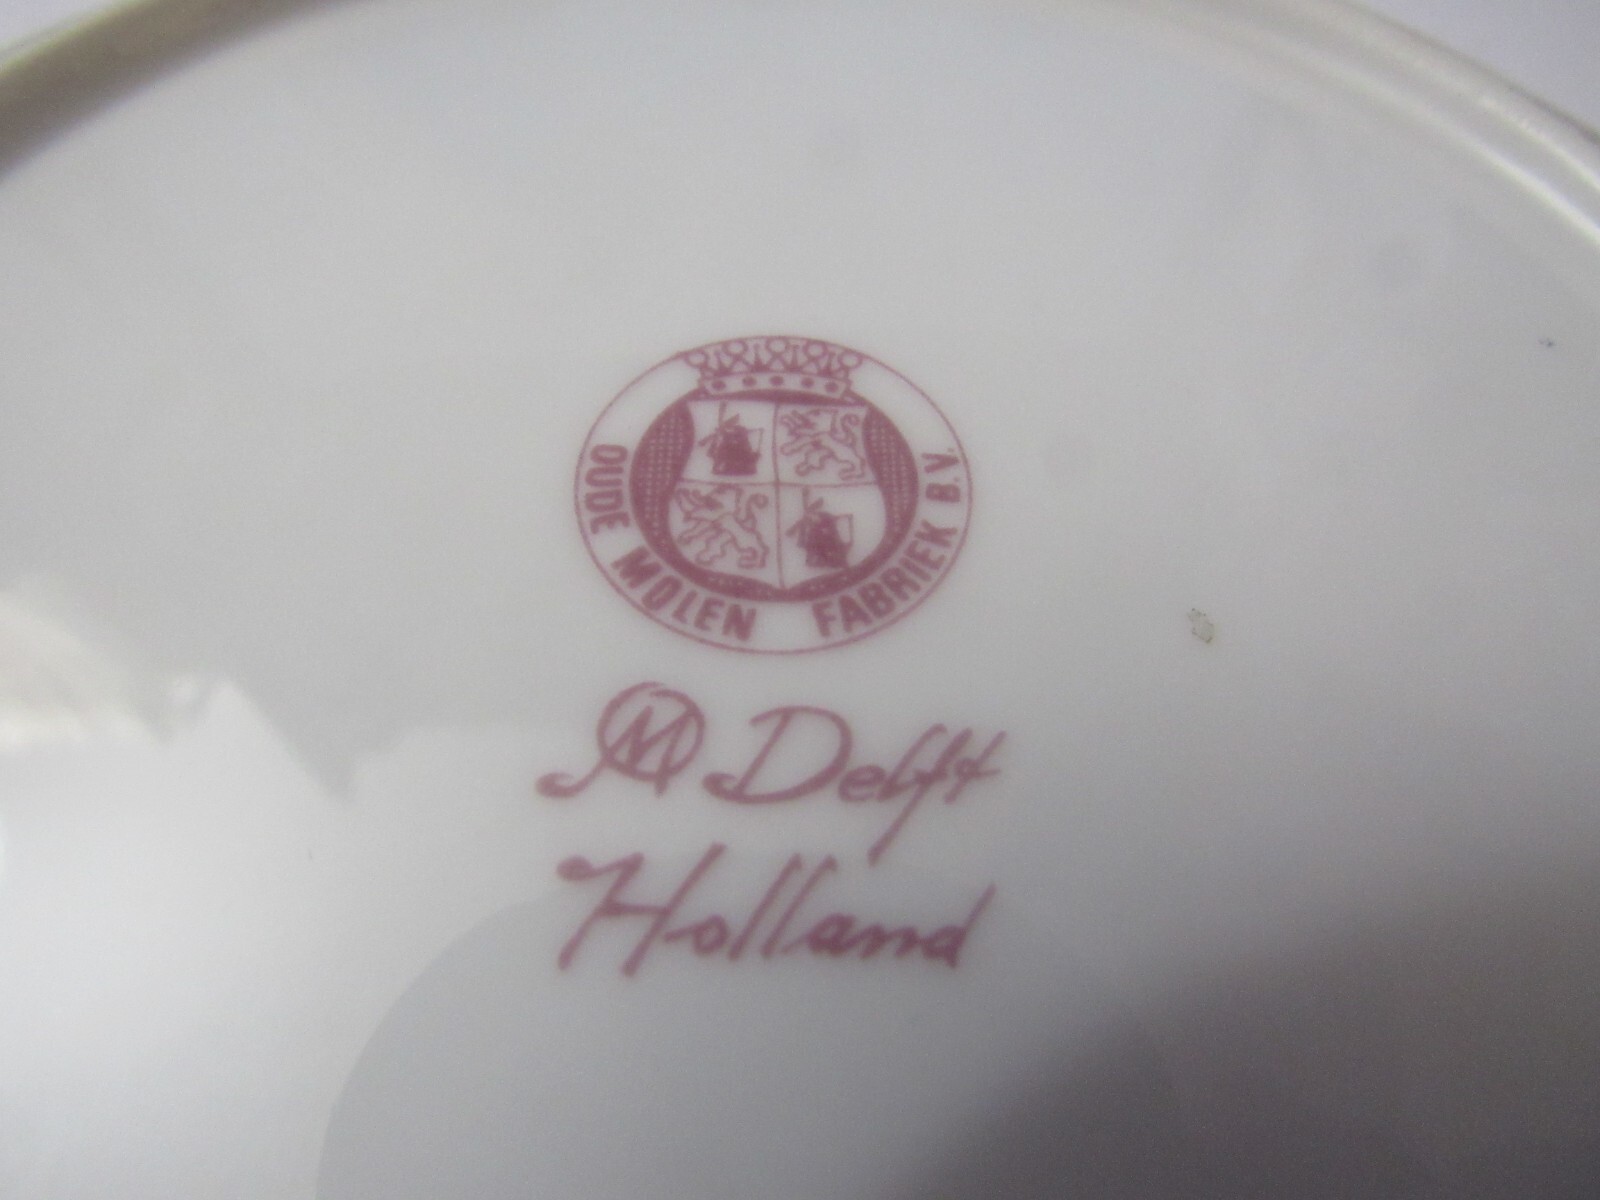 OUDE MOLEN FABRIEK B.V.
OM Delft
Holland